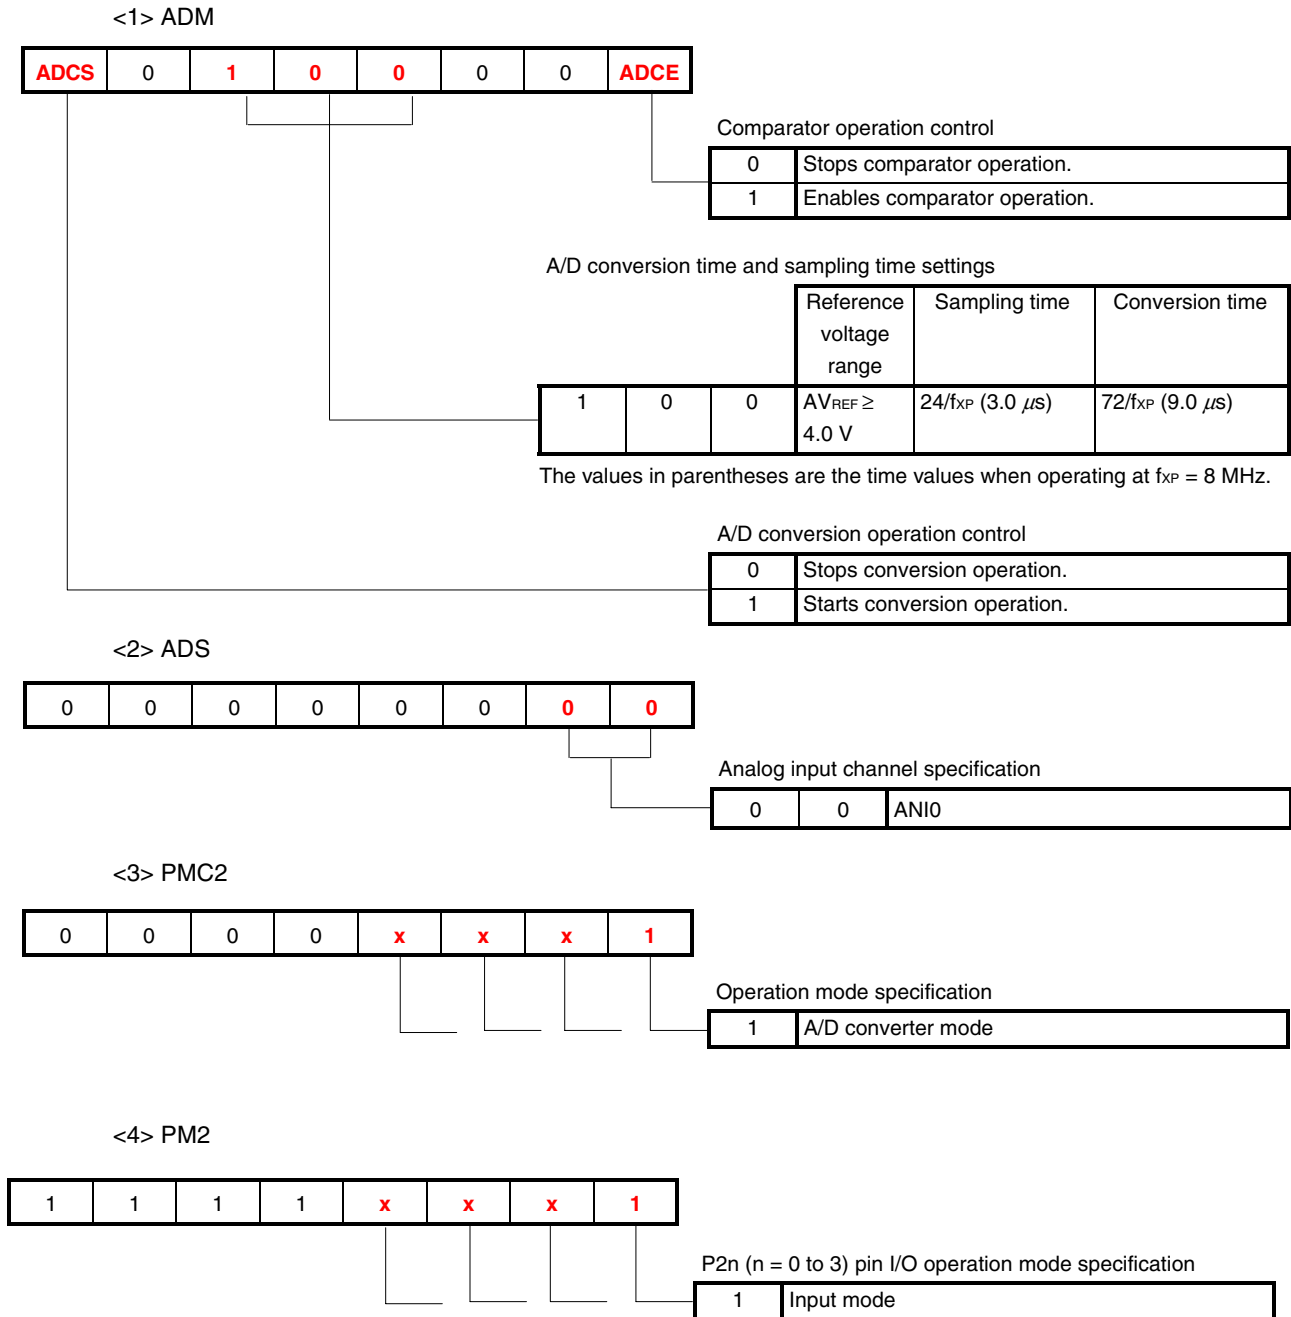 <1> ADM
ADCS 0 1 0 0 0 0 ADCE
Comparator operation control
0 Stops comparator operation.
1 Enables comparator operation.
A/D conversion time and sampling time settings
Reference Sampling time Conversion time
voltage
range
1 0 0 AVREF ≥ 24/fXP (3.0 μs) 72/fXP (9.0 μs)
4.0 V
The values in parentheses are the time values when operating at fXP = 8 MHz.
A/D conversion operation control
0 Stops conversion operation.
1 Starts conversion operation.
<2> ADS
0 0 0 0 0 0 0 0
Analog input channel specification
0 0 ANI0
<3> PMC2
0 0 0 0 x x x 1
Operation mode specification
1 A/D converter mode
<4> PM2
1 1 1 1 x x x 1
P2n (n = 0 to 3) pin I/O operation mode specification
1 Input mode